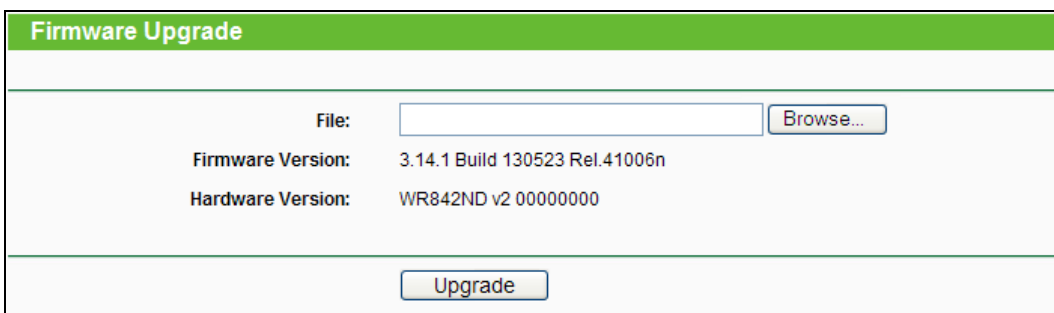 Firmware Upgrade
File: Browse...
Firmware Version: 3.14.1 Build 130523 Rel.41006n
Hardware Version: WR842ND v2 00000000
Upgrade